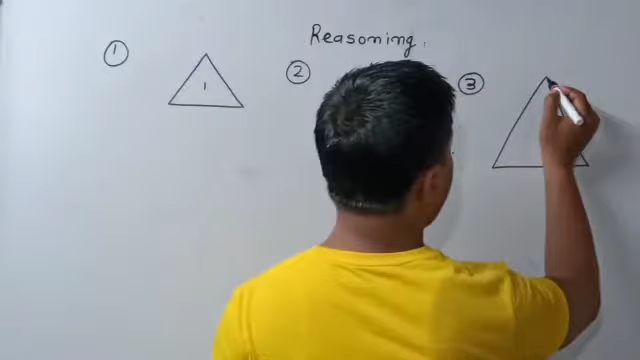 Reasoning.
① ② ③
1